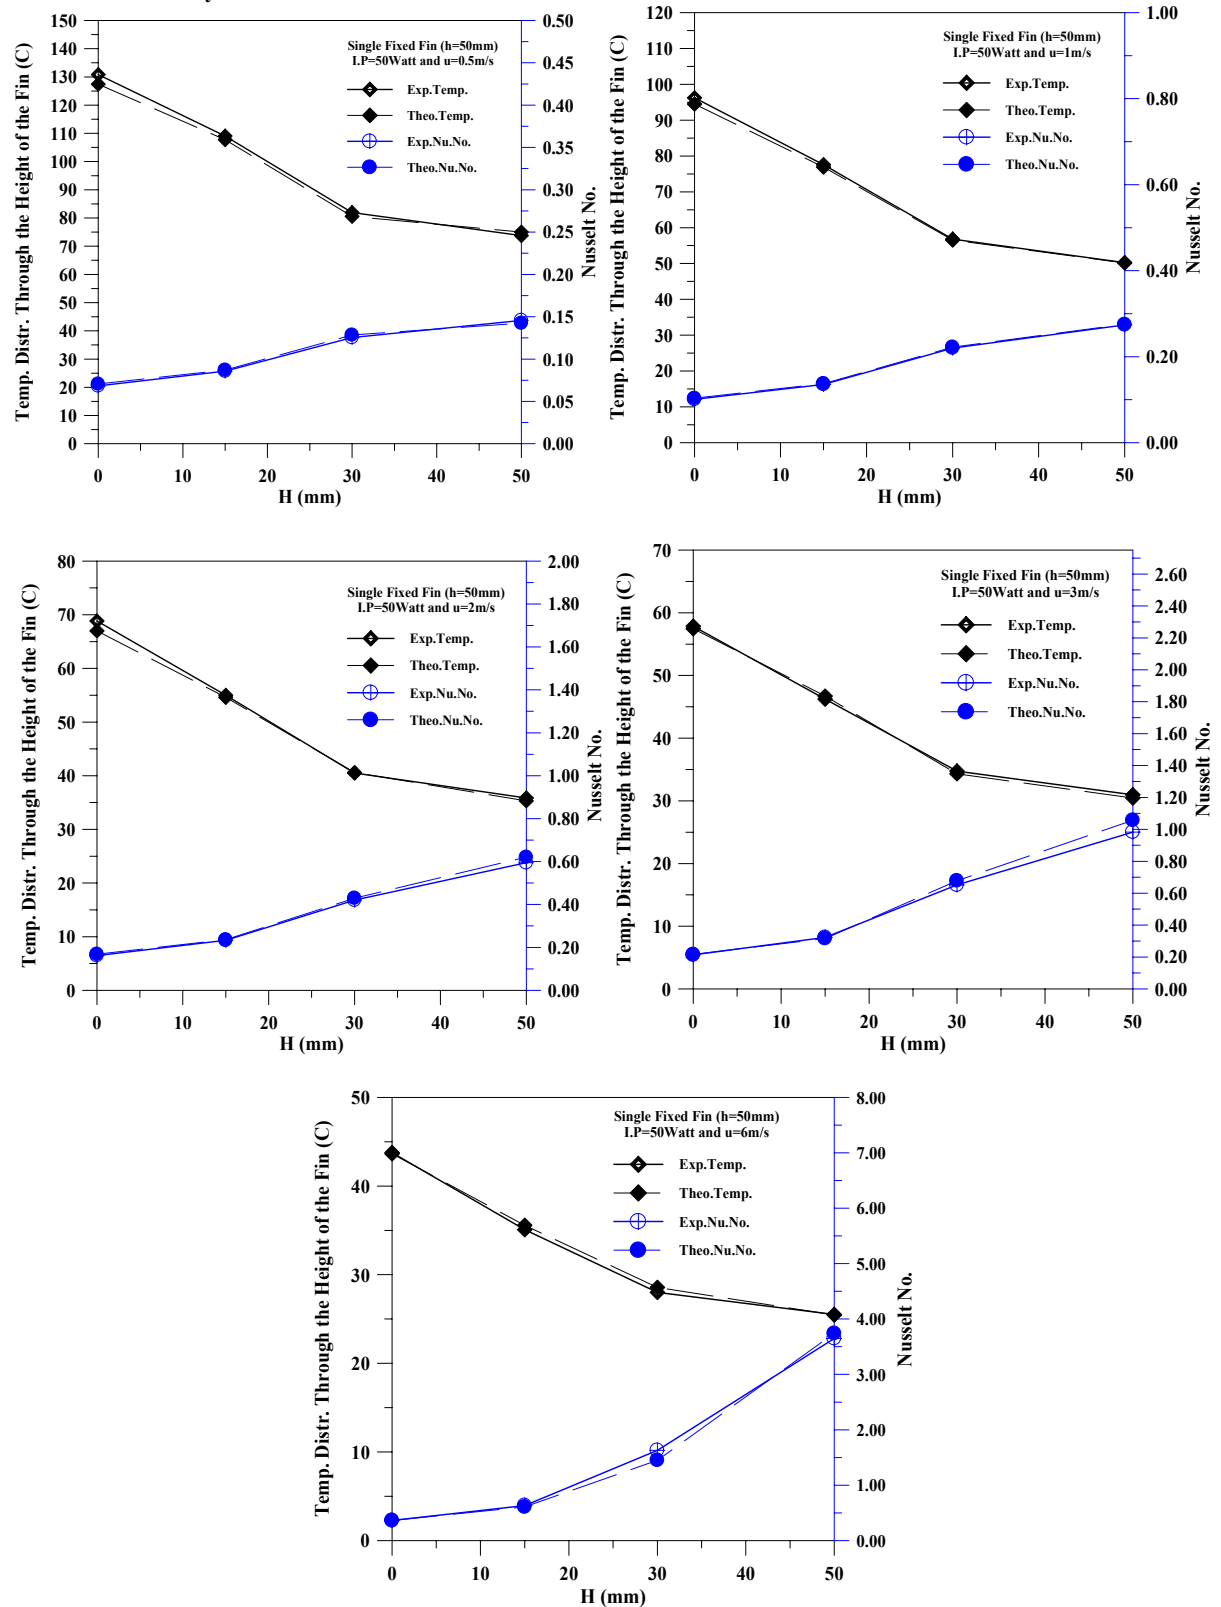 Single Fixed Fin (h=50mm)
I.P=50Watt and u=0.5m/s
Exp.Temp.
Theo.Temp.
Exp.Nu.No.
Theo.Nu.No.
Temp. Distr. Through the Height of the Fin (C)
150
140
130
120
110
100
90
80
70
60
50
40
30
20
10
0
0.50
0.45
0.40
0.35
0.30
0.25
0.20
0.15
0.10
0.05
0.00
Nusselt No.
0 10 20 30 40 50
H (mm)
Single Fixed Fin (h=50mm)
I.P=50Watt and u=1m/s
Exp.Temp.
Theo.Temp.
Exp.Nu.No.
Theo.Nu.No.
Temp. Distr. Through the Height of the Fin (C)
120
110
100
90
80
70
60
50
40
30
20
10
0
1.00
0.80
0.60
0.40
0.20
0.00
Nusselt No.
0 10 20 30 40 50
H (mm)
Single Fixed Fin (h=50mm)
I.P=50Watt and u=2m/s
Exp.Temp.
Theo.Temp.
Exp.Nu.No.
Theo.Nu.No.
Temp. Distr. Through the Height of the Fin (C)
80
70
60
50
40
30
20
10
0
2.00
1.80
1.60
1.40
1.20
1.00
0.80
0.60
0.40
0.20
0.00
Nusselt No.
0 10 20 30 40 50
H (mm)
Single Fixed Fin (h=50mm)
I.P=50Watt and u=3m/s
Exp.Temp.
Theo.Temp.
Exp.Nu.No.
Theo.Nu.No.
Temp. Distr. Through the Height of the Fin (C)
70
60
50
40
30
20
10
0
2.60
2.40
2.20
2.00
1.80
1.60
1.40
1.20
1.00
0.80
0.60
0.40
0.20
0.00
Nusselt No.
0 10 20 30 40 50
H (mm)
Single Fixed Fin (h=50mm)
I.P=50Watt and u=6m/s
Exp.Temp.
Theo.Temp.
Exp.Nu.No.
Theo.Nu.No.
Temp. Distr. Through the Height of the Fin (C)
50
40
30
20
10
0
8.00
7.00
6.00
5.00
4.00
3.00
2.00
1.00
0.00
Nusselt No.
0 10 20 30 40 50
H (mm)